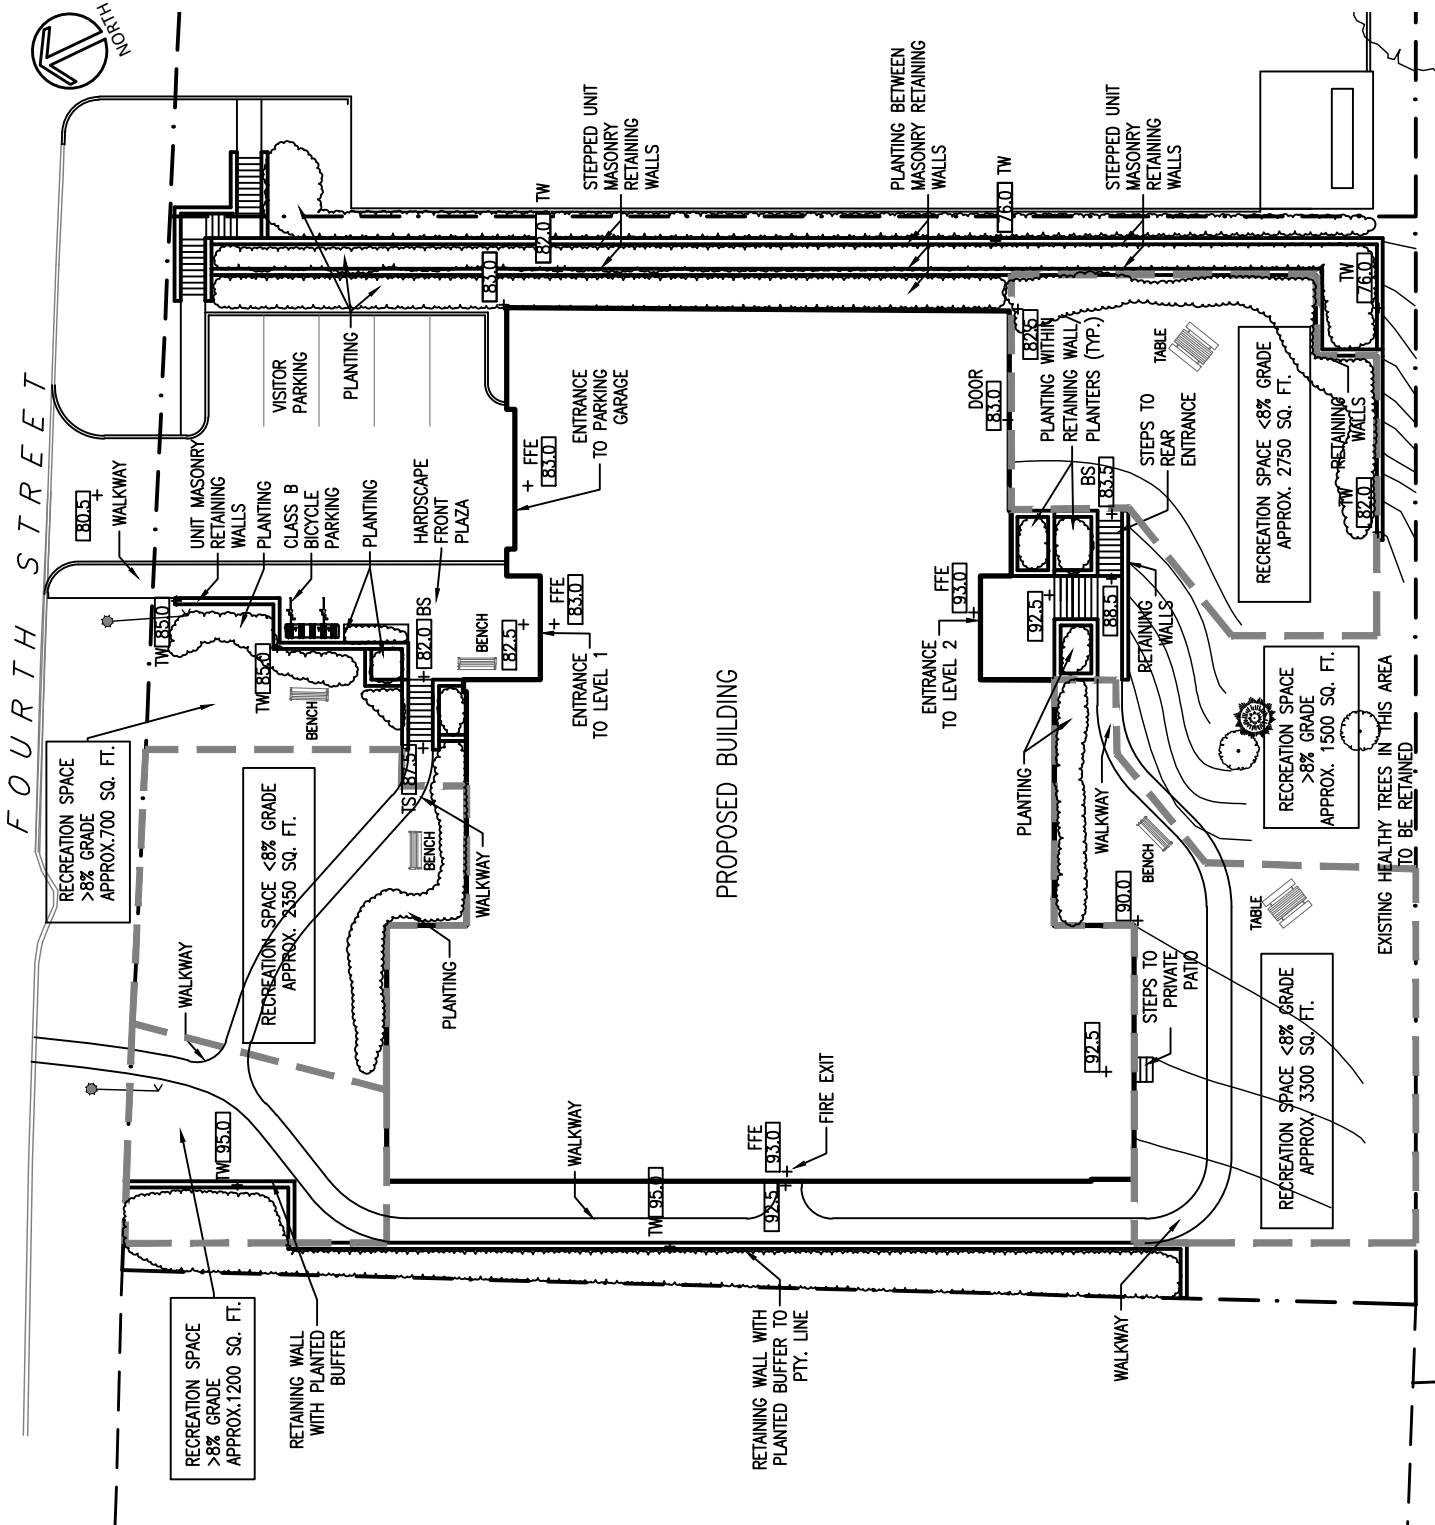 NORTH
FOURTH STREET
80.5
WALKWAY
UNIT MASONRY
RETAINING
WALLS
PLANTING
CLASS B
BICYCLE
PARKING
PLANTING
HARDSCAPE
FRONT
PLAZA
VISITOR
PARKING
PLANTING
83.0
82.0
TW
STEPPED UNIT
MASONRY
RETAINING
WALLS
PLANTING BETWEEN
MASONRY RETAINING
WALLS
76.0
TW
STEPPED UNIT
MASONRY
RETAINING
WALLS
TW
76.0
ENTRANCE
TO PARKING
GARAGE
FFE
83.0
TW
85.0
TW
85.0
BENCH
82.0
BS
BENCH
82.5
FFE
83.0
ENTRANCE
TO LEVEL 1
TS
87.5
BENCH
WALKWAY
PLANTING
RECREATION SPACE
>8% GRADE
APPROX.700 SQ. FT.
RECREATION SPACE <8% GRADE
APPROX. 2350 SQ. FT.
WALKWAY
TW
95.0
RECREATION SPACE
>8% GRADE
APPROX.1200 SQ. FT.
RETAINING WALL
WITH PLANTED
BUFFER
WALKWAY
TW
95.0
FFE
93.0
92.5
FIRE EXIT
RETAINING WALL WITH
PLANTED BUFFER TO
PTY. LINE
WALKWAY
PROPOSED BUILDING
DOOR
83.0
82.5
PLANTING WITHIN
RETAINING WALL
PLANTERS (TYP.)
BS
83.5
STEPS TO
REAR
ENTRANCE
TABLE
RECREATION SPACE <8% GRADE
APPROX. 2750 SQ. FT.
RETAINING
WALLS
TW
82.0
FFE
93.0
ENTRANCE
TO LEVEL 2
92.5
88.5
RETAINING
WALLS
PLANTING
WALKWAY
BENCH
90.0
RECREATION SPACE
>8% GRADE
APPROX. 1500 SQ. FT.
EXISTING HEALTHY TREES IN THIS AREA
TO BE RETAINED
TABLE
STEPS TO
PRIVATE
PATIO
92.5
RECREATION SPACE <8% GRADE
APPROX. 3300 SQ. FT.